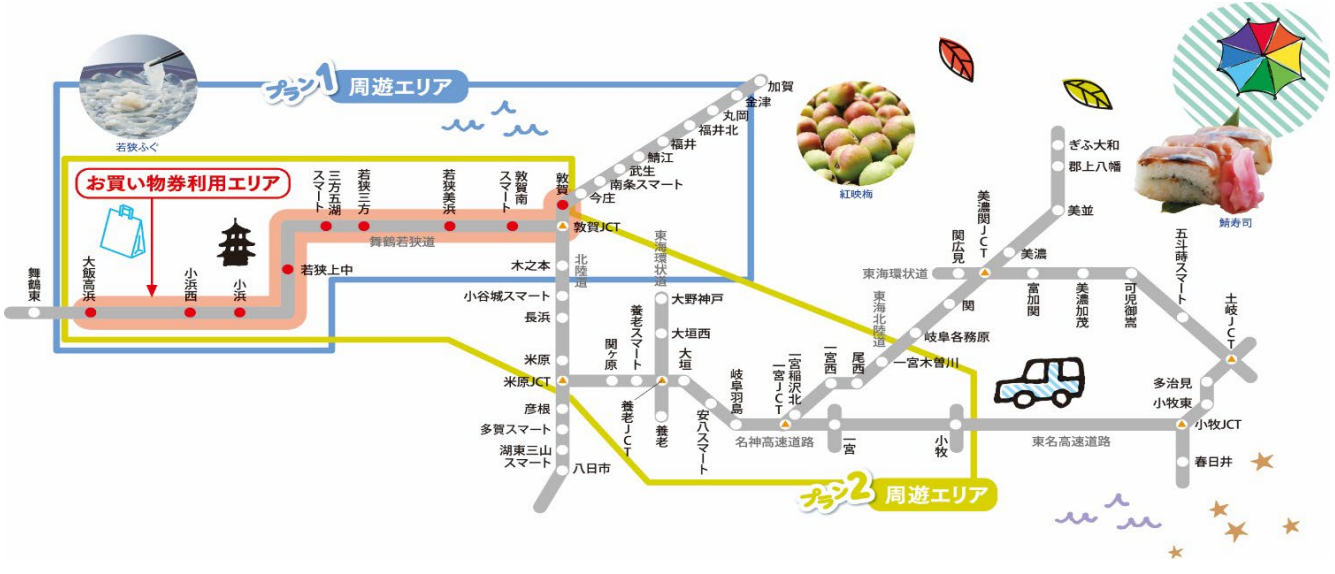 プラン1 周遊エリア
若狭ふぐ
お買い物券利用エリア
舞鶴東
大飯高浜
小浜西
小浜
若狭上中
三方五湖
スマート
若狭三方
若狭美浜
敦賀南
スマート
敦賀
舞鶴若狭道
敦賀JCT
今庄
南条スマート
武生
鯖江
福井
福井北
丸岡
金津
加賀
北陸道
木之本
小谷城スマート
長浜
米原
米原JCT
彦根
多賀スマート
湖東三山
スマート
八日市
関ヶ原
養老スマート
東海環状道
大野神戸
大垣西
養老JCT
養老
大垣
安八スマート
岐阜羽島
名神高速道路
一宮JCT
一宮稲沢北
一宮西
尾西
一宮木曽川
岐阜各務原
関
東海北陸道
一宮
小牧
東名高速道路
東海環状道
関広見
美濃関JCT
美濃
美並
郡上八幡
ぎふ大和
富加関
美濃加茂
可児御嵩
五斗蒔スマート
土岐JCT
多治見
小牧東
小牧JCT
春日井
紅映梅
鯖寿司
プラン2 周遊エリア